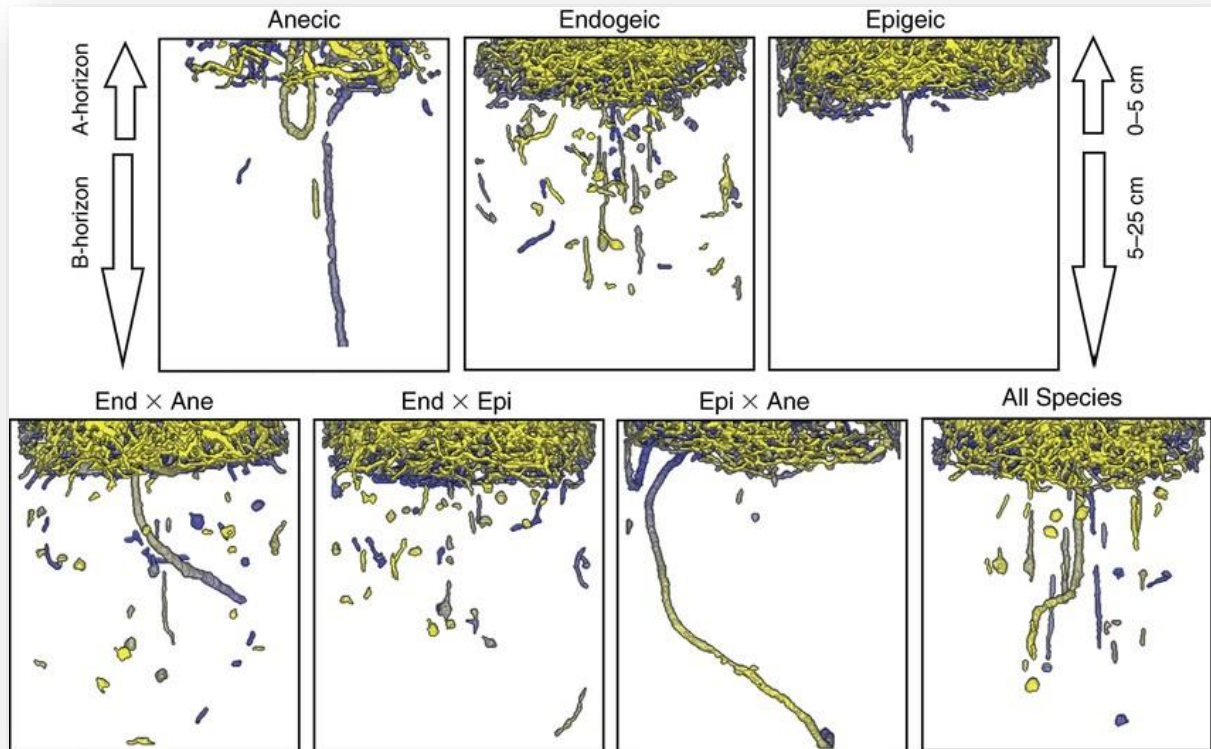 Anecic
Endogeic
Epigeic
A-horizon
B-horizon
0–5 cm
5–25 cm
End × Ane
End × Epi
Epi × Ane
All Species